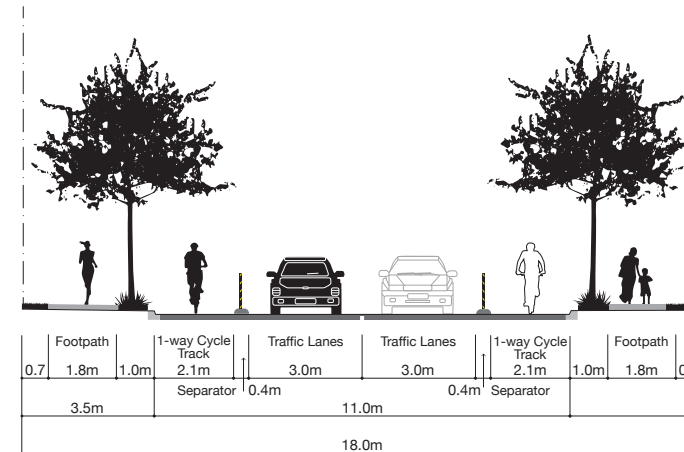 Footpath
1-way Cycle
Track
Traffic Lanes
Traffic Lanes
1-way Cycle
Track
Footpath
0.7
1.8m
1.0m
2.1m
3.0m
3.0m
2.1m
1.0m
1.8m
Separator
0.4m
0.4m
Separator
3.5m
11.0m
18.0m